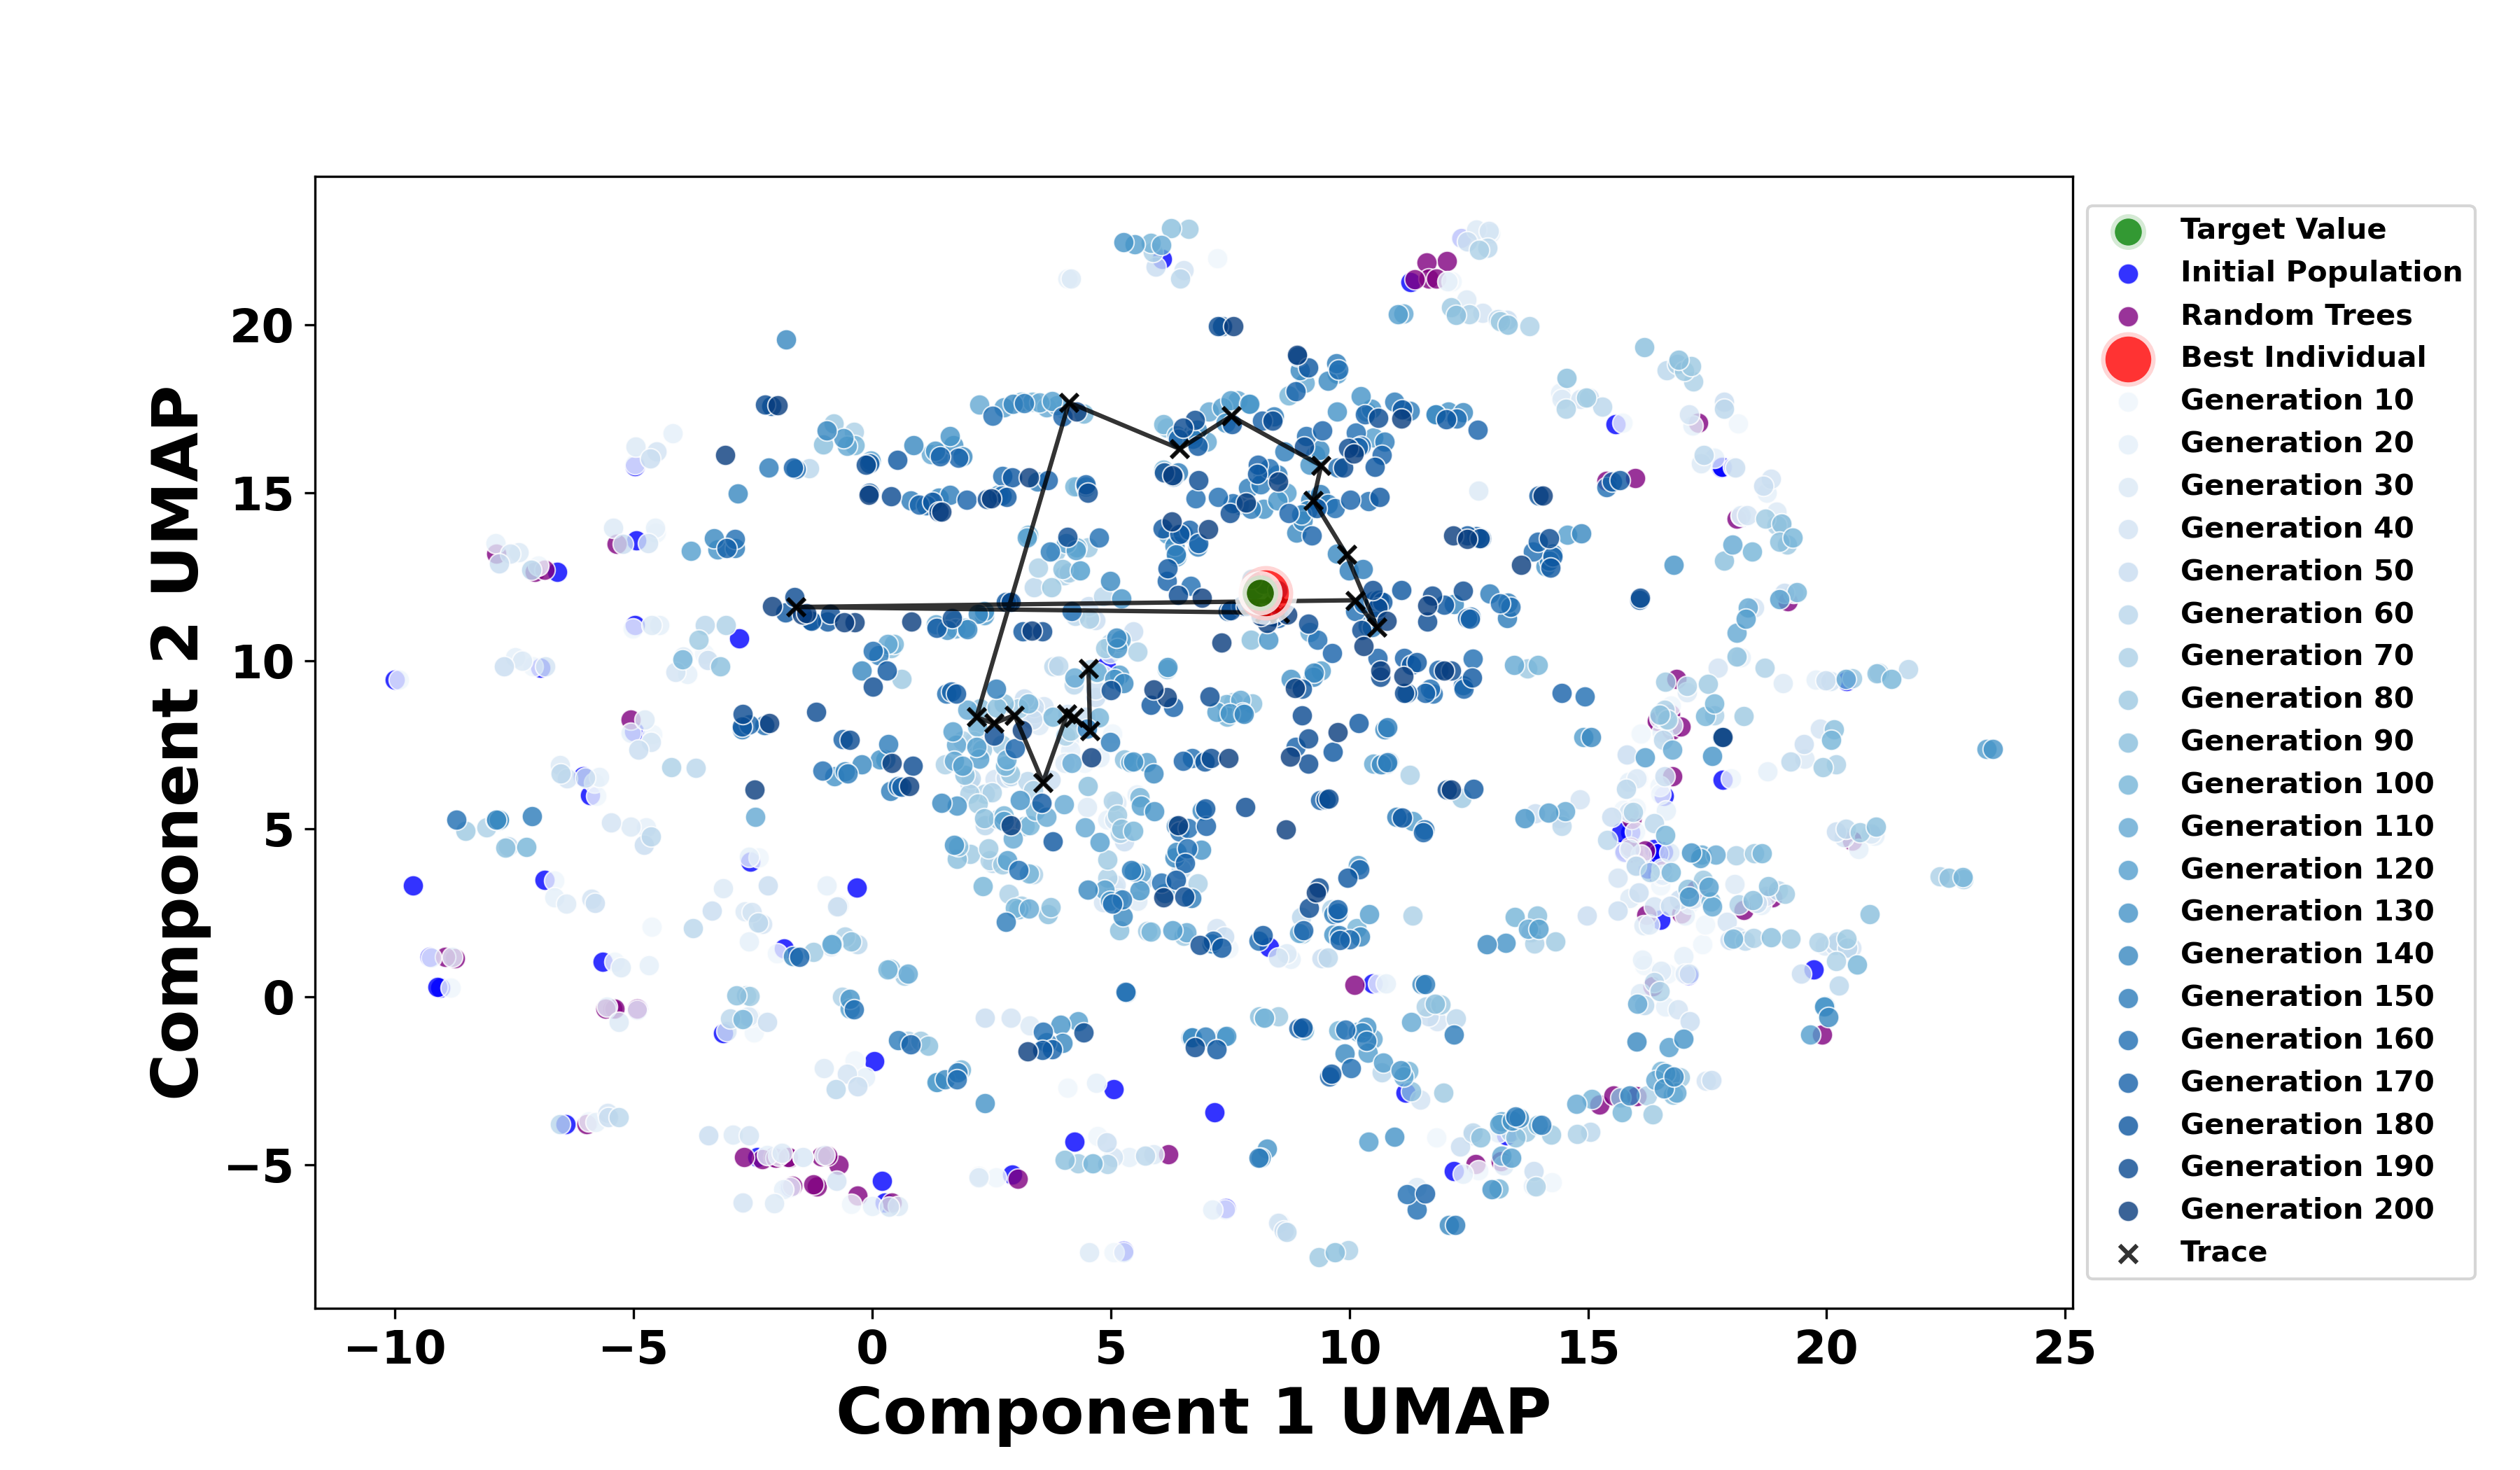 Component 2 UMAP
20
15
10
5
0
−5
−10
−5
0
5
10
15
20
25
Component 1 UMAP
Target Value
Initial Population
Random Trees
Best Individual
Generation 10
Generation 20
Generation 30
Generation 40
Generation 50
Generation 60
Generation 70
Generation 80
Generation 90
Generation 100
Generation 110
Generation 120
Generation 130
Generation 140
Generation 150
Generation 160
Generation 170
Generation 180
Generation 190
Generation 200
Trace